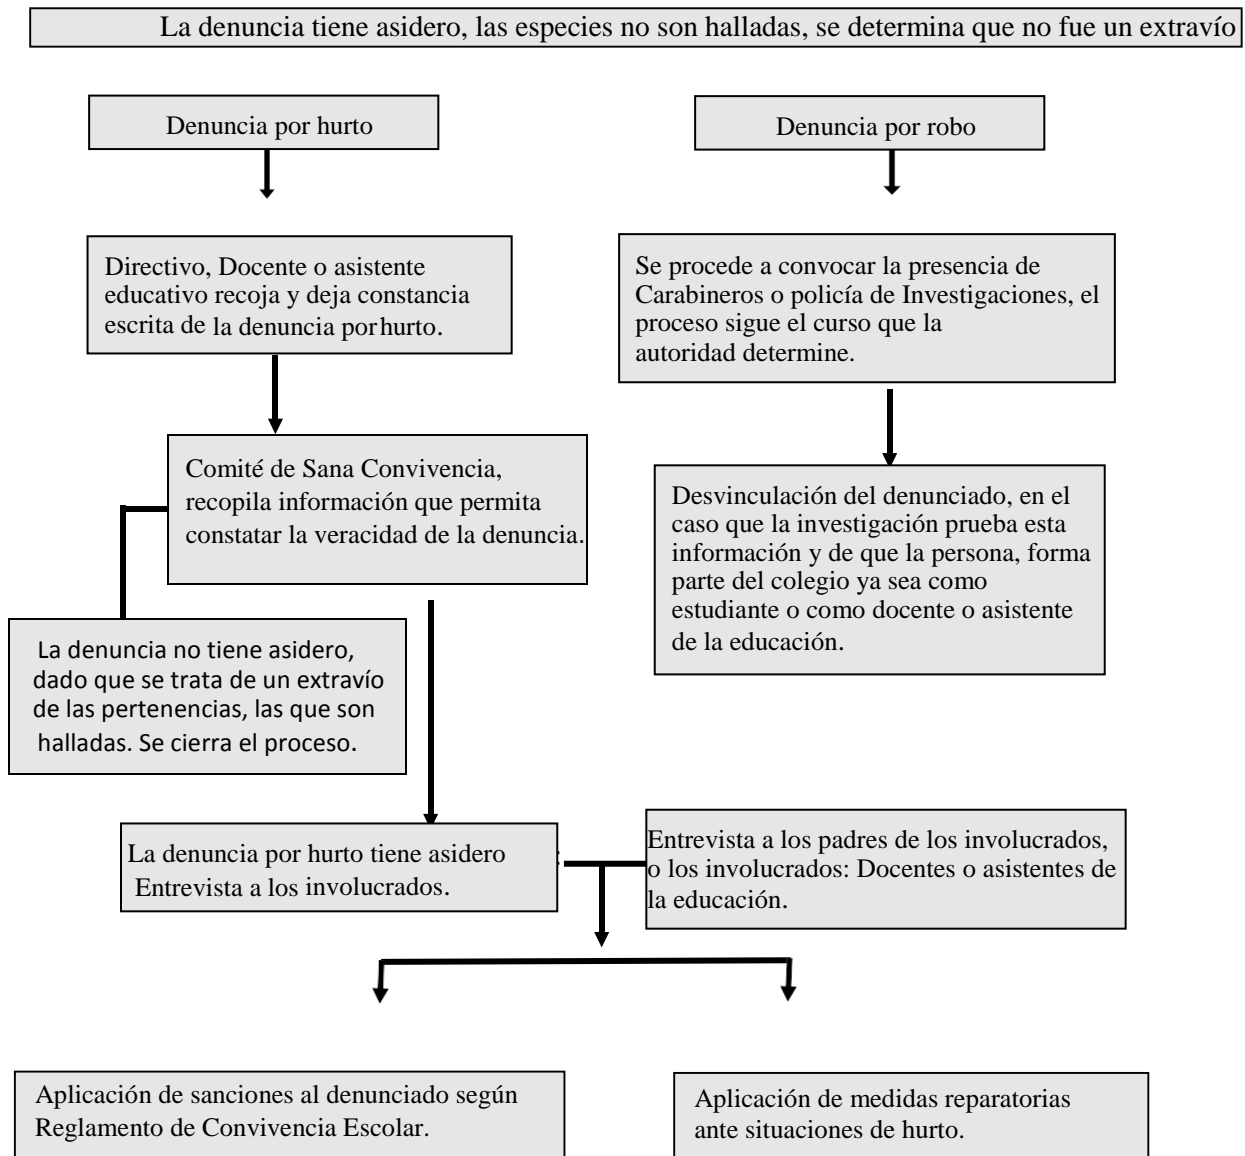 La denuncia tiene asidero, las especies no son halladas, se determina que no fue un extravío
Denuncia por hurto
Denuncia por robo
Directivo, Docente o asistente
educativo recoja y deja constancia
escrita de la denuncia porhurto.
Se procede a convocar la presencia de
Carabineros o policía de Investigaciones, el
proceso sigue el curso que la
autoridad determine.
Comité de Sana Convivencia,
recopila información que permita
constatar la veracidad de la denuncia.
Desvinculación del denunciado, en el
caso que la investigación prueba esta
información y de que la persona, forma
parte del colegio ya sea como
estudiante o como docente o asistente
de la educación.
La denuncia no tiene asidero,
dado que se trata de un extravío
de las pertenencias, las que son
halladas. Se cierra el proceso.
La denuncia por hurto tiene asidero
Entrevista a los involucrados.
Entrevista a los padres de los involucrados,
o los involucrados: Docentes o asistentes de
la educación.
Aplicación de sanciones al denunciado según
Reglamento de Convivencia Escolar.
Aplicación de medidas reparatorias
ante situaciones de hurto.